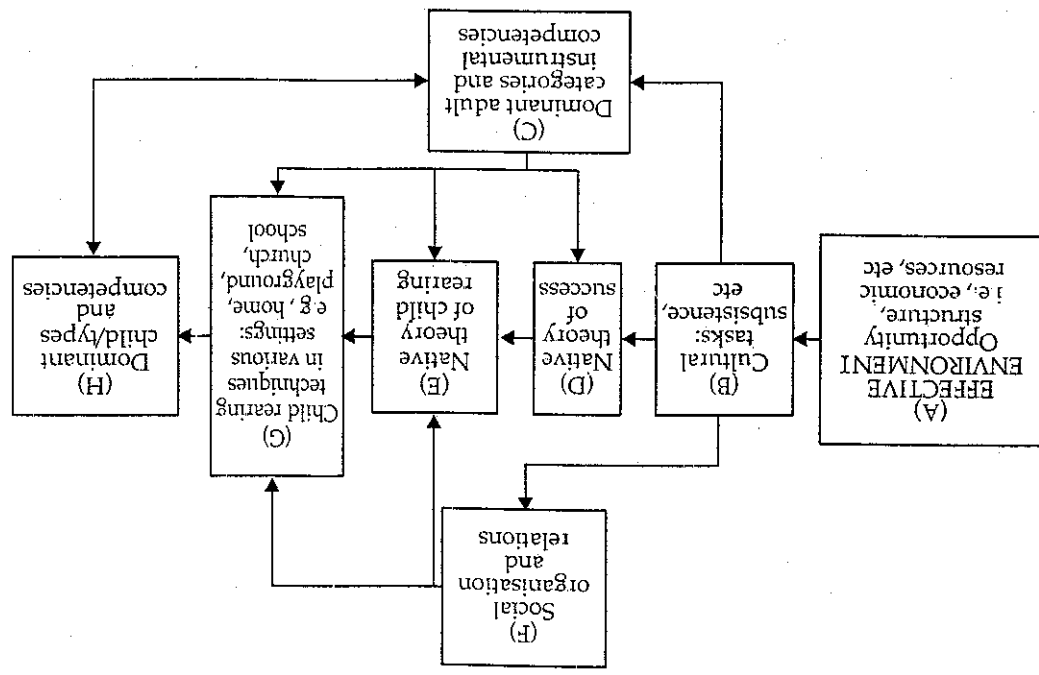 (F)
Social
organisation
and
relations
(A)
EFFECTIVE
ENVIRONMENT
Opportunity
structure,
i.e., economic
resources, etc
(B)
Cultural
tasks:
subsistence,
etc
(D)
Native
theory
of
success
(E)
Native
theory
of child
rearing
(G)
Child rearing
techniques
in various
settings:
e.g., home,
playground,
church,
school
(H)
Dominant
child/types
and
competencies
(C)
Dominant adult
categories and
instrumental
competencies